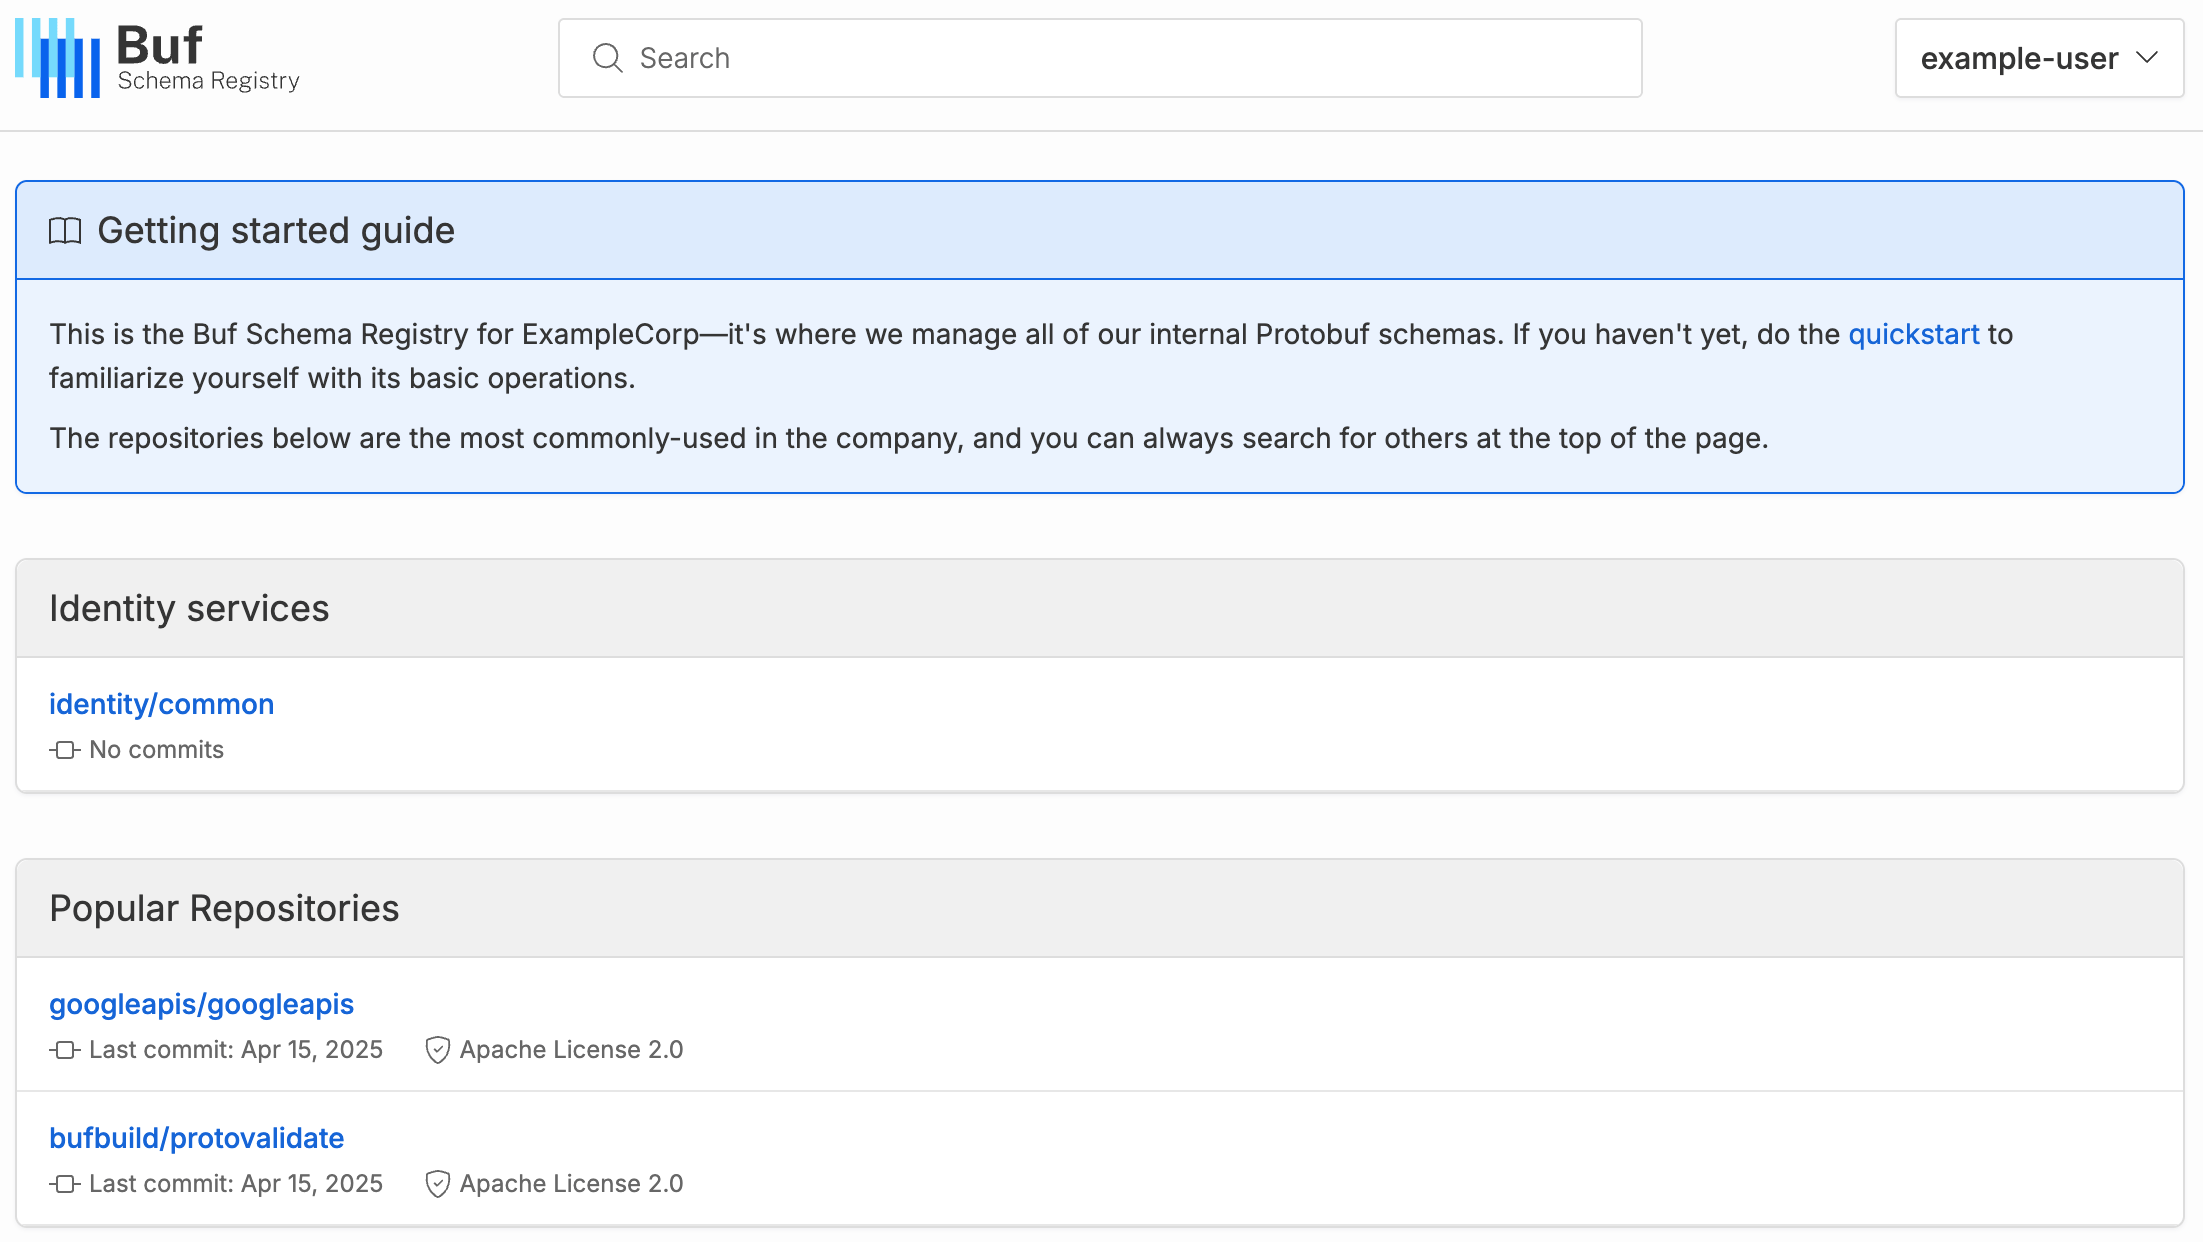 Buf
Schema Registry
Search
example-user
Getting started guide
This is the Buf Schema Registry for ExampleCorp—it's where we manage all of our internal Protobuf schemas. If you haven't yet, do the quickstart to
familiarize yourself with its basic operations.
The repositories below are the most commonly-used in the company, and you can always search for others at the top of the page.
Identity services
identity/common
No commits
Popular Repositories
googleapis/googleapis
Last commit: Apr 15, 2025 Apache License 2.0
bufbuild/protovalidate
Last commit: Apr 15, 2025 Apache License 2.0